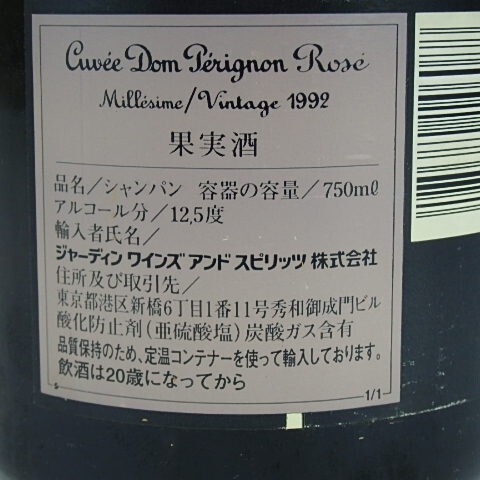 Cuvée Dom Pérignon Rosé
Millésime/Vintage 1992
果実酒
品名／シャンパン 容器の容量／750mℓ
アルコール分／12,5度
輸入者氏名／
ジャーディン ワインズ アンド スピリッツ 株式会社
住所及び取引先／
東京都港区新橋6丁目1番11号秀和御成門ビル
酸化防止剤(亜硫酸塩)炭酸ガス含有
品質保持のため、定温コンテナーを使って輸入しております。
飲酒は20歳になってから
s
1/1